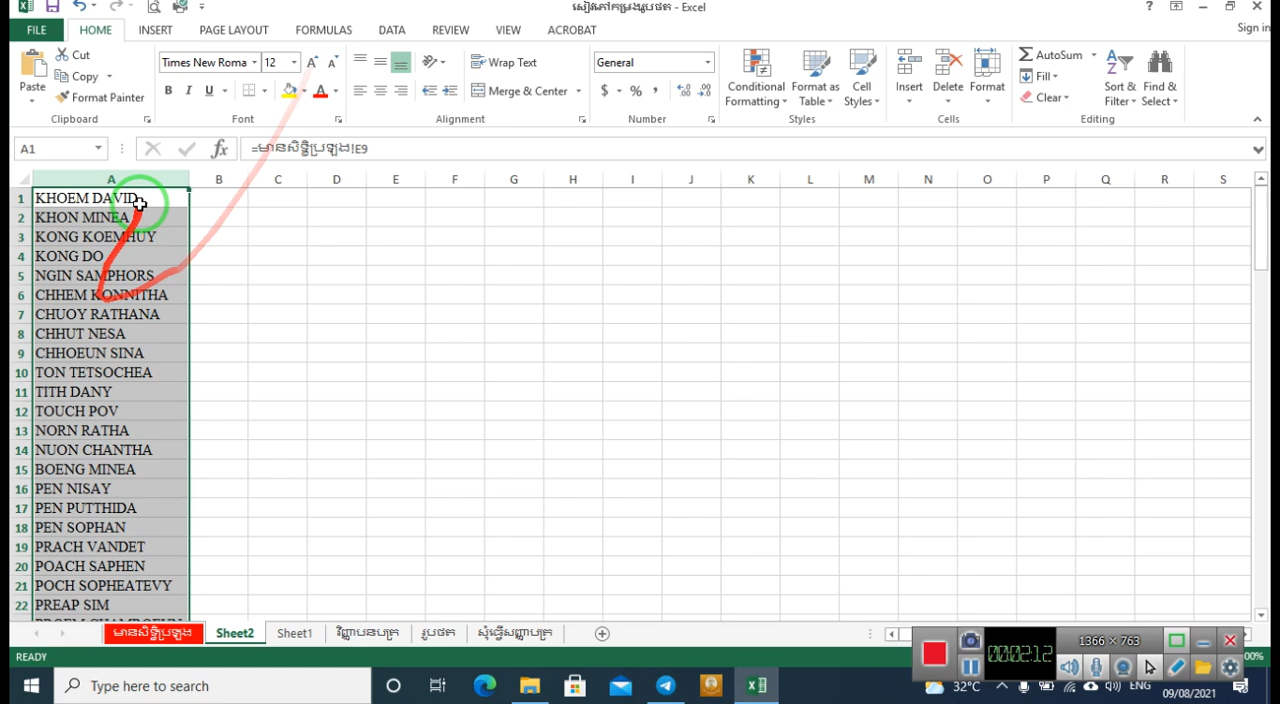 សៀវភៅកម្រងរូបថត - Excel
Sign in
FILE HOME INSERT PAGE LAYOUT FORMULAS DATA REVIEW VIEW ACROBAT
Paste
Cut
Copy
Format Painter
Clipboard
Times New Roma 12
B I U
Font
Wrap Text
Merge & Center
Alignment
General
$ % ,
Number
Conditional Formatting
Format as Table
Cell Styles
Styles
Insert Delete Format
Cells
AutoSum
Fill
Clear
Sort & Filter
Find & Select
Editing
A1 =មានសិទ្ធិប្រឡង!E9
A B C D E F G H I J K L M N O P Q R S
1 KHOEM DAVID
2 KHON MINEA
3 KONG KOEMHUY
4 KONG DO
5 NGIN SAMPHORS
6 CHHEM KONNITHA
7 CHUOY RATHANA
8 CHHUT NESA
9 CHHOEUN SINA
10 TON TETSOCHEA
11 TITH DANY
12 TOUCH POV
13 NORN RATHA
14 NUON CHANTHA
15 BOENG MINEA
16 PEN NISAY
17 PEN PUTTHIDA
18 PEN SOPHAN
19 PRACH VANDET
20 POACH SAPHEN
21 POCH SOPHEATEVY
22 PREAP SIM
មានសិទ្ធិប្រឡង Sheet2 Sheet1 វិញ្ញាបនបត្រ រូបថត សុំធ្វើសញ្ញាបត្រ
READY
00%
1366 × 763
Type here to search
32°C
ENG
09/08/2021